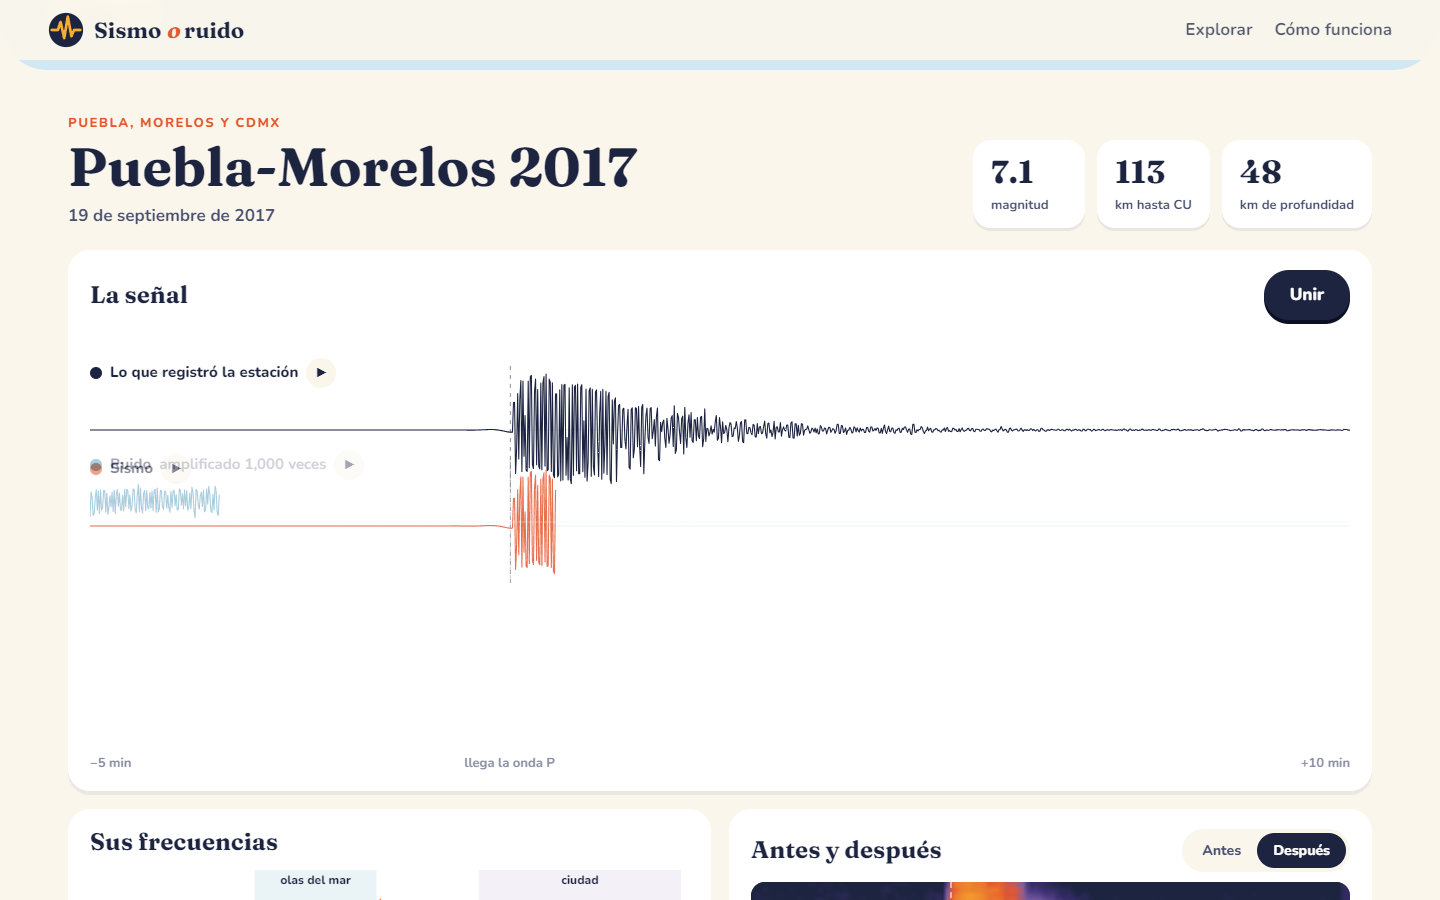 Sismo o ruido
Explorar
Cómo funciona
PUEBLA, MORELOS Y CDMX
Puebla-Morelos 2017
19 de septiembre de 2017
7.1
magnitud
113
km hasta CU
48
km de profundidad
La señal
Unir
Lo que registró la estación
Ruido amplificado 1,000 veces
Sismo
−5 min
llega la onda P
+10 min
Sus frecuencias
olas del mar
ciudad
Antes y después
Antes
Después